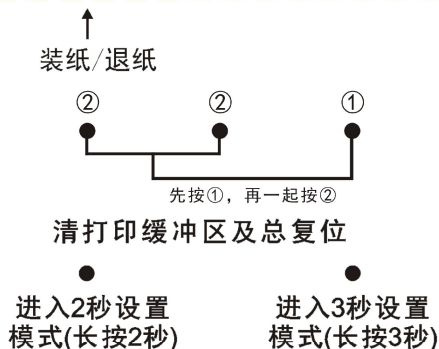 装纸/退纸
② ② ①
先按①，再一起按②
清打印缓冲区及总复位
进入2秒设置 进入3秒设置
模式(长按2秒) 模式(长按3秒)